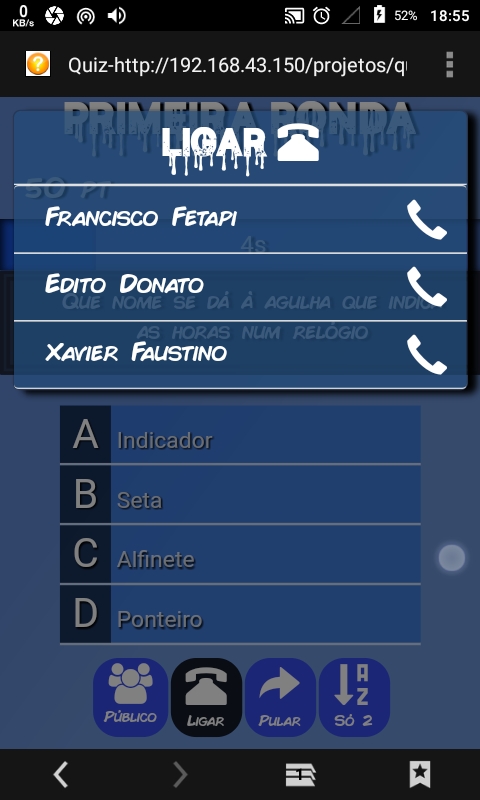 0
KB/s
52%
18:55
Quiz-http://192.168.43.150/projetos/qu
PRIMEIRA RONDA
LIGAR
50 PT
FRANCISCO FETAPI
4s
EDITO DONATO
QUE NOME SE DÁ À AGULHA QUE INDICA
AS HORAS NUM RELÓGIO
XAVIER FAUSTINO
A Indicador
B Seta
C Alfinete
D Ponteiro
A
Z
PÚBLICO
LIGAR
PULAR
SÓ 2
1